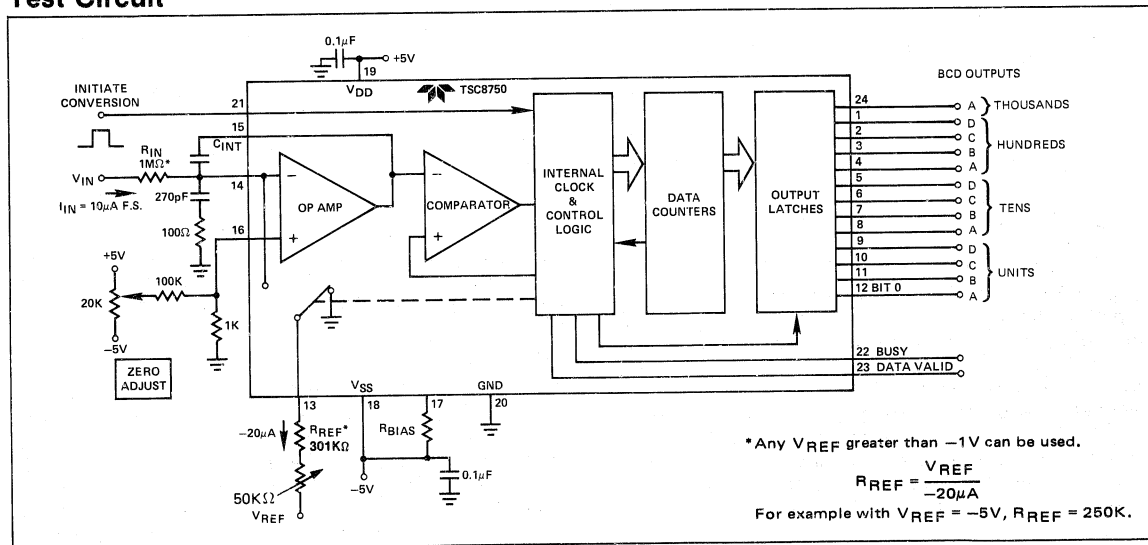 Test Circuit
0.1µF
+5V
19
VDD
TSC8750
BCD OUTPUTS
INITIATE
CONVERSION
21
15
CINT
RIN
1MΩ*
VIN
14
IIN = 10µA F.S.
270pF
100Ω
16
+5V
100K
20K
1K
−5V
ZERO
ADJUST
−
OP AMP
+
−
COMPARATOR
+
INTERNAL
CLOCK
&
CONTROL
LOGIC
DATA
COUNTERS
OUTPUT
LATCHES
24 A THOUSANDS
1 D
2 C
HUNDREDS
3 B
4 A
5 D
6 C
TENS
7 B
8 A
9 D
10 C
UNITS
11 B
12 BIT 0 A
22 BUSY
23 DATA VALID
VSS
GND
13
18
17
20
−20µA
RREF*
301KΩ
RBIAS
0.1µF
−5V
50KΩ
VREF
*Any VREF greater than −1V can be used.
RREF = VREF
−20µA
For example with VREF = −5V, RREF = 250K.